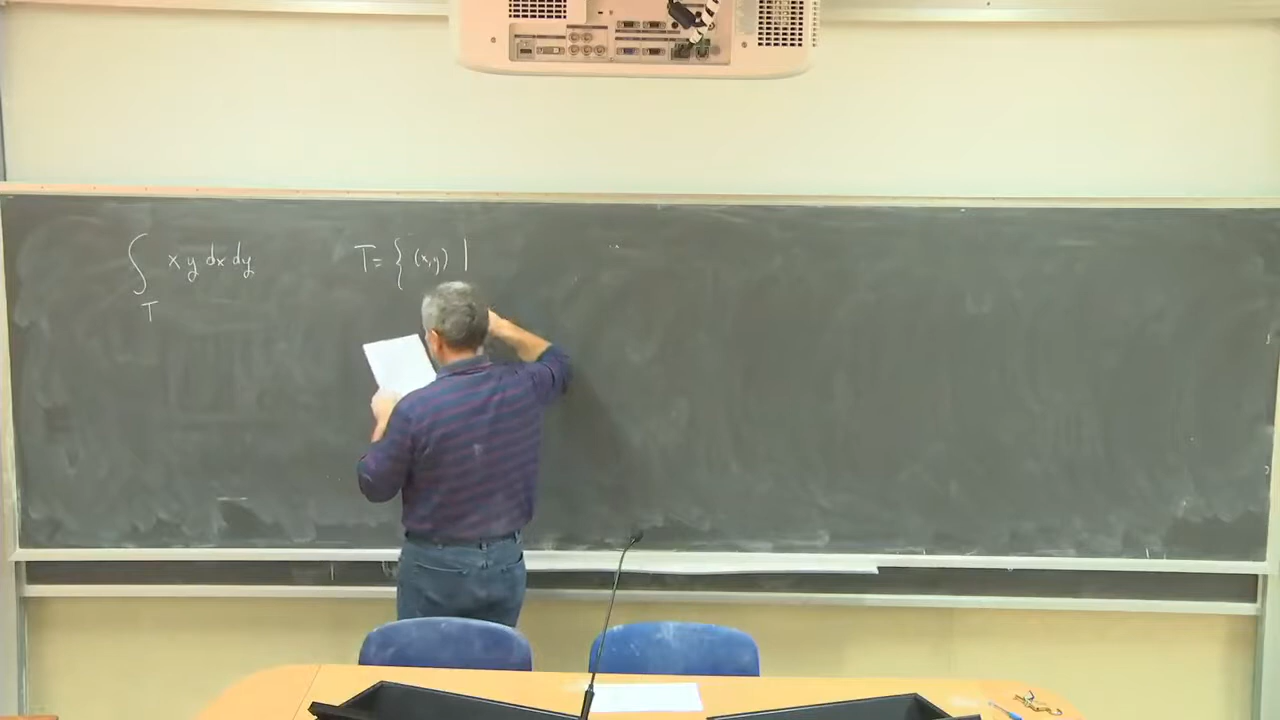 ∫ x y dx dy T = { (x,y) |
T